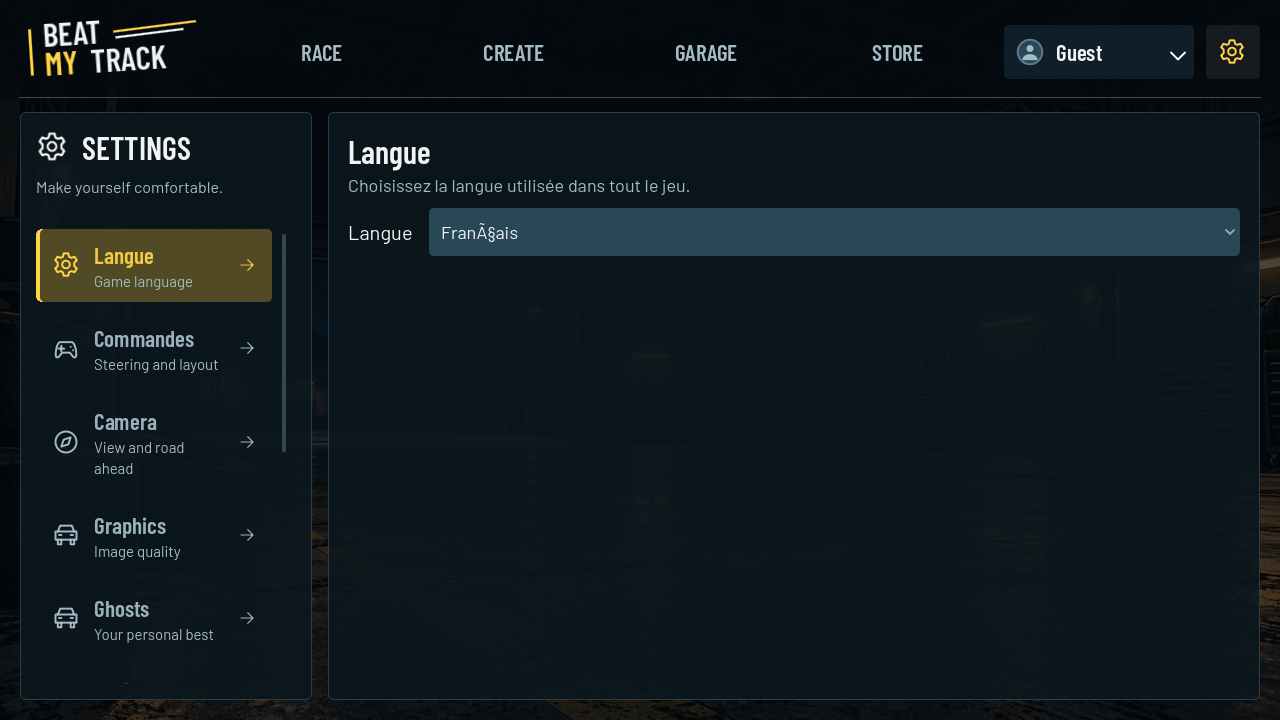 BEAT
MY TRACK
RACE
CREATE
GARAGE
STORE
Guest
SETTINGS
Make yourself comfortable.
Langue
Game language
Commandes
Steering and layout
Camera
View and road
ahead
Graphics
Image quality
Ghosts
Your personal best
Langue
Choisissez la langue utilisée dans tout le jeu.
Langue
FranÃ§ais